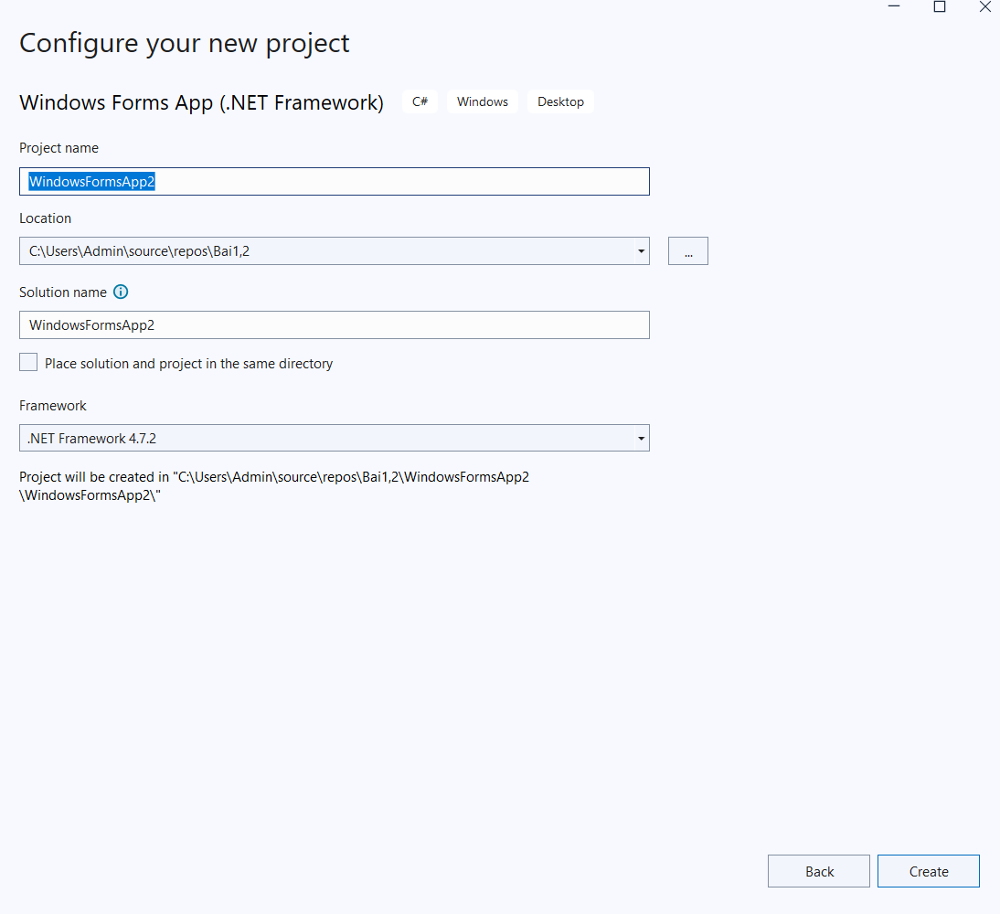 Configure your new project
Windows Forms App (.NET Framework) C# Windows Desktop
Project name
WindowsFormsApp2
Location
C:\Users\Admin\source\repos\Bai1,2
...
Solution name
WindowsFormsApp2
Place solution and project in the same directory
Framework
.NET Framework 4.7.2
Project will be created in "C:\Users\Admin\source\repos\Bai1,2\WindowsFormsApp2
\WindowsFormsApp2\"
Back Create